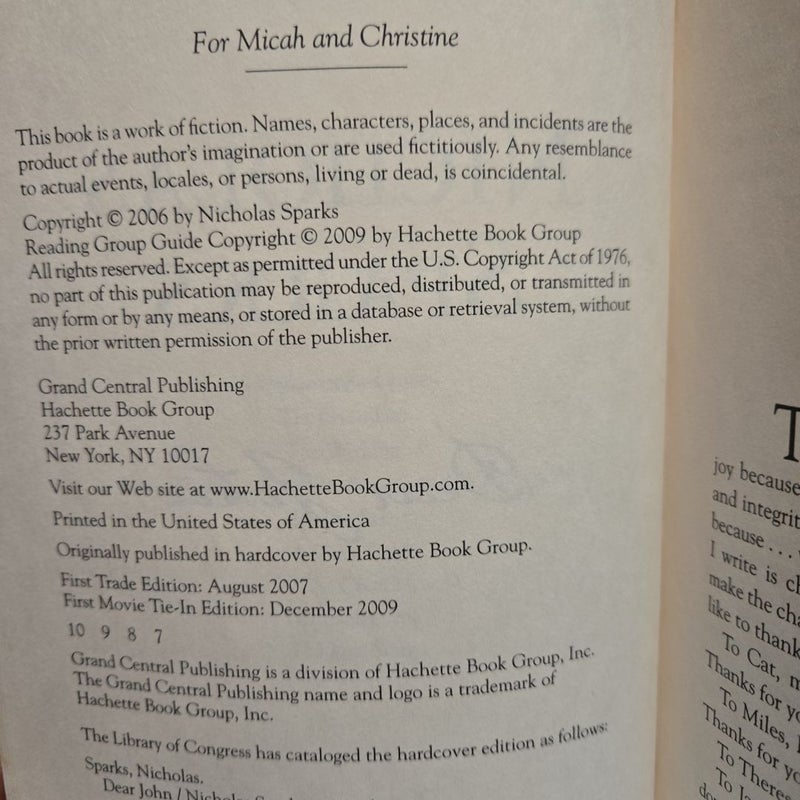 For Micah and Christine
This book is a work of fiction. Names, characters, places, and incidents are the
product of the author's imagination or are used fictitiously. Any resemblance
to actual events, locales, or persons, living or dead, is coincidental.
Copyright © 2006 by Nicholas Sparks
Reading Group Guide Copyright © 2009 by Hachette Book Group
All rights reserved. Except as permitted under the U.S. Copyright Act of 1976,
no part of this publication may be reproduced, distributed, or transmitted in
any form or by any means, or stored in a database or retrieval system, without
the prior written permission of the publisher.
Grand Central Publishing
Hachette Book Group
237 Park Avenue
New York, NY 10017
Visit our Web site at www.HachetteBookGroup.com.
Printed in the United States of America
Originally published in hardcover by Hachette Book Group.
First Trade Edition: August 2007
First Movie Tie-In Edition: December 2009
10 9 8 7
Grand Central Publishing is a division of Hachette Book Group, Inc.
The Grand Central Publishing name and logo is a trademark of
Hachette Book Group, Inc.
The Library of Congress has cataloged the hardcover edition as follows:
Sparks, Nicholas.
Dear John / Nicholas
T
joy because
and integrit
because . . .
I write is ch
make the cha
like to thank
To Cat, m
Thanks for yo
To Miles,
Thanks for yo
To Theres
To